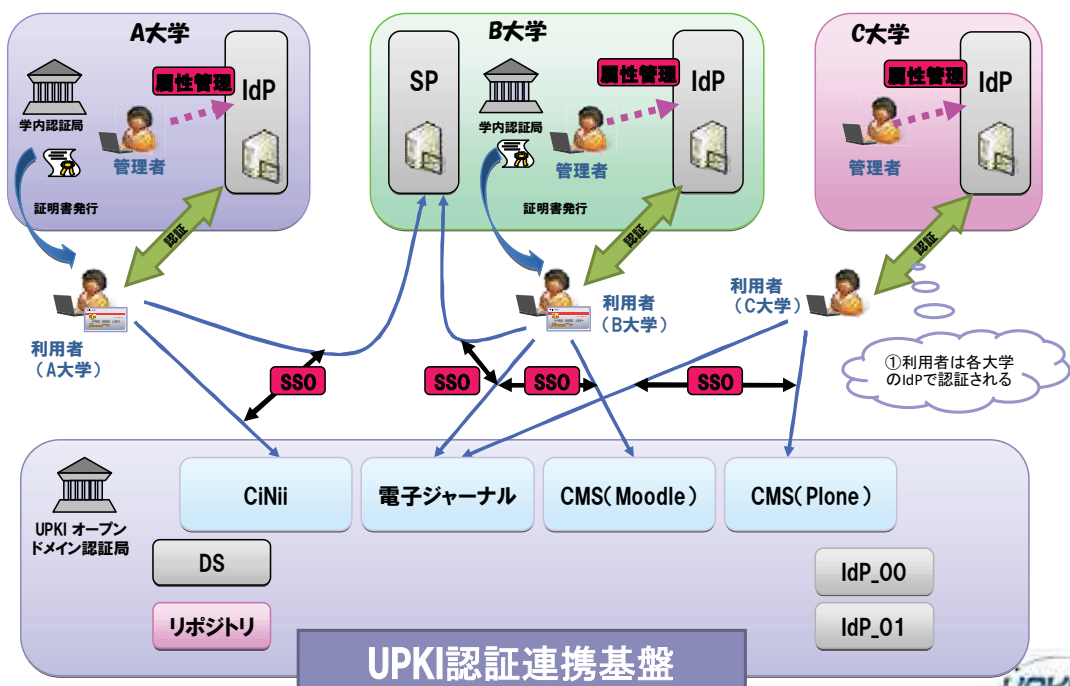 A大学
B大学
C大学
学内認証局
属性管理
IdP
管理者
証明書発行
認証
SP
学内認証局
属性管理
IdP
管理者
証明書発行
認証
属性管理
IdP
管理者
認証
利用者
(A大学)
利用者
(B大学)
利用者
(C大学)
①利用者は各大学
のIdPで認証される
SSO
SSO
SSO
SSO
UPKI オープン
ドメイン認証局
CiNii
電子ジャーナル
CMS(Moodle)
CMS(Plone)
DS
リポジトリ
IdP_00
IdP_01
UPKI認証連携基盤